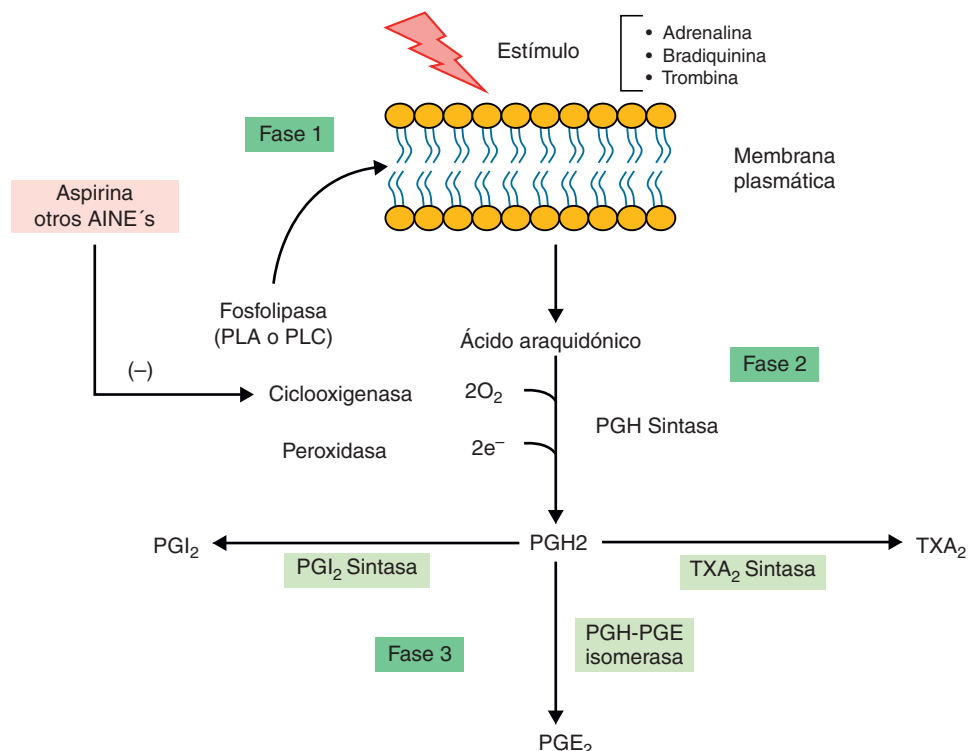 Estímulo
• Adrenalina
• Bradiquinina
• Trombina
Fase 1
Membrana
plasmática
Aspirina
otros AINE´s
Fosfolipasa
(PLA o PLC)
Ácido araquidónico
Fase 2
(–)
Ciclooxigenasa
2O₂
PGH Sintasa
Peroxidasa
2e⁻
PGI₂
PGH2
TXA₂
PGI₂ Sintasa
TXA₂ Sintasa
PGH-PGE
isomerasa
Fase 3
PGE₂